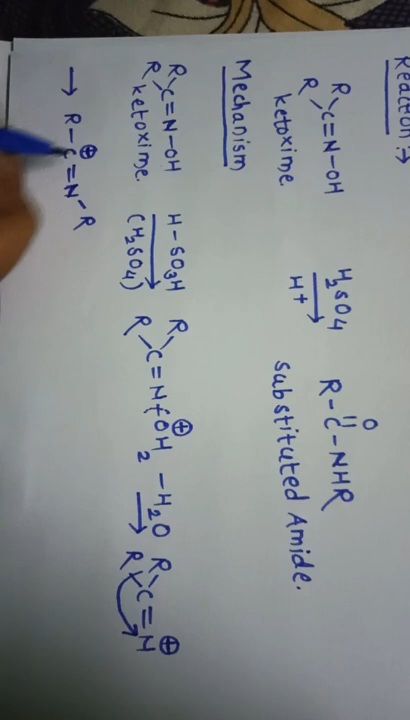 Reaction :→
R
R C=N-OH H2SO4 → H+ O
R-C-NHR
ketoxime substituted Amide.
Mechanism
R
R C=N-OH H-SO3H → (H2SO4) R
R C=N-OH2 ⊕ -H2O → R
R C=N ⊕
ketoxime.
→ R-C=N-R ⊕